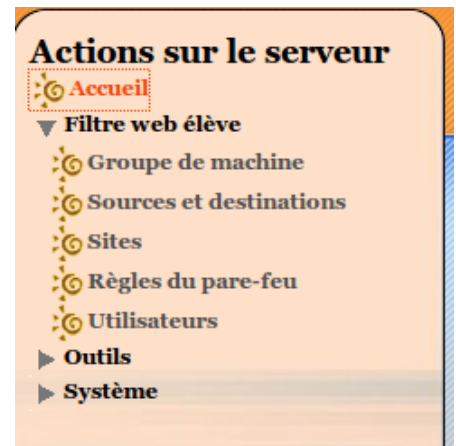 Actions sur le serveur
Accueil
Filtre web élève
Groupe de machine
Sources et destinations
Sites
Règles du pare-feu
Utilisateurs
Outils
Système